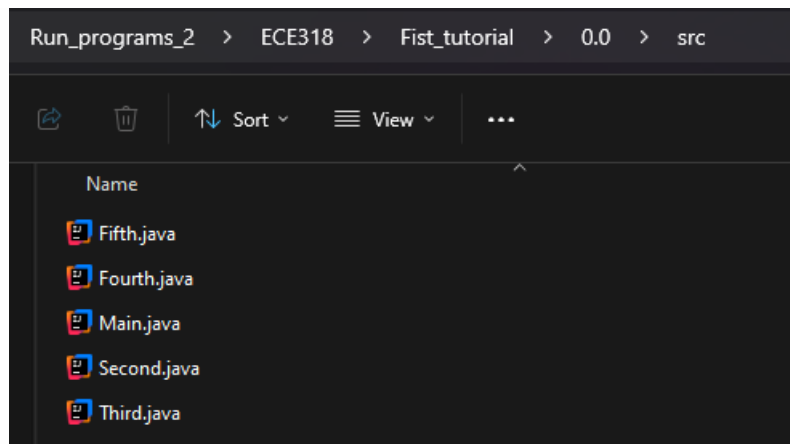 Run_programs_2 > ECE318 > Fist_tutorial > 0.0 > src
Sort View ...
Name
Fifth.java
Fourth.java
Main.java
Second.java
Third.java